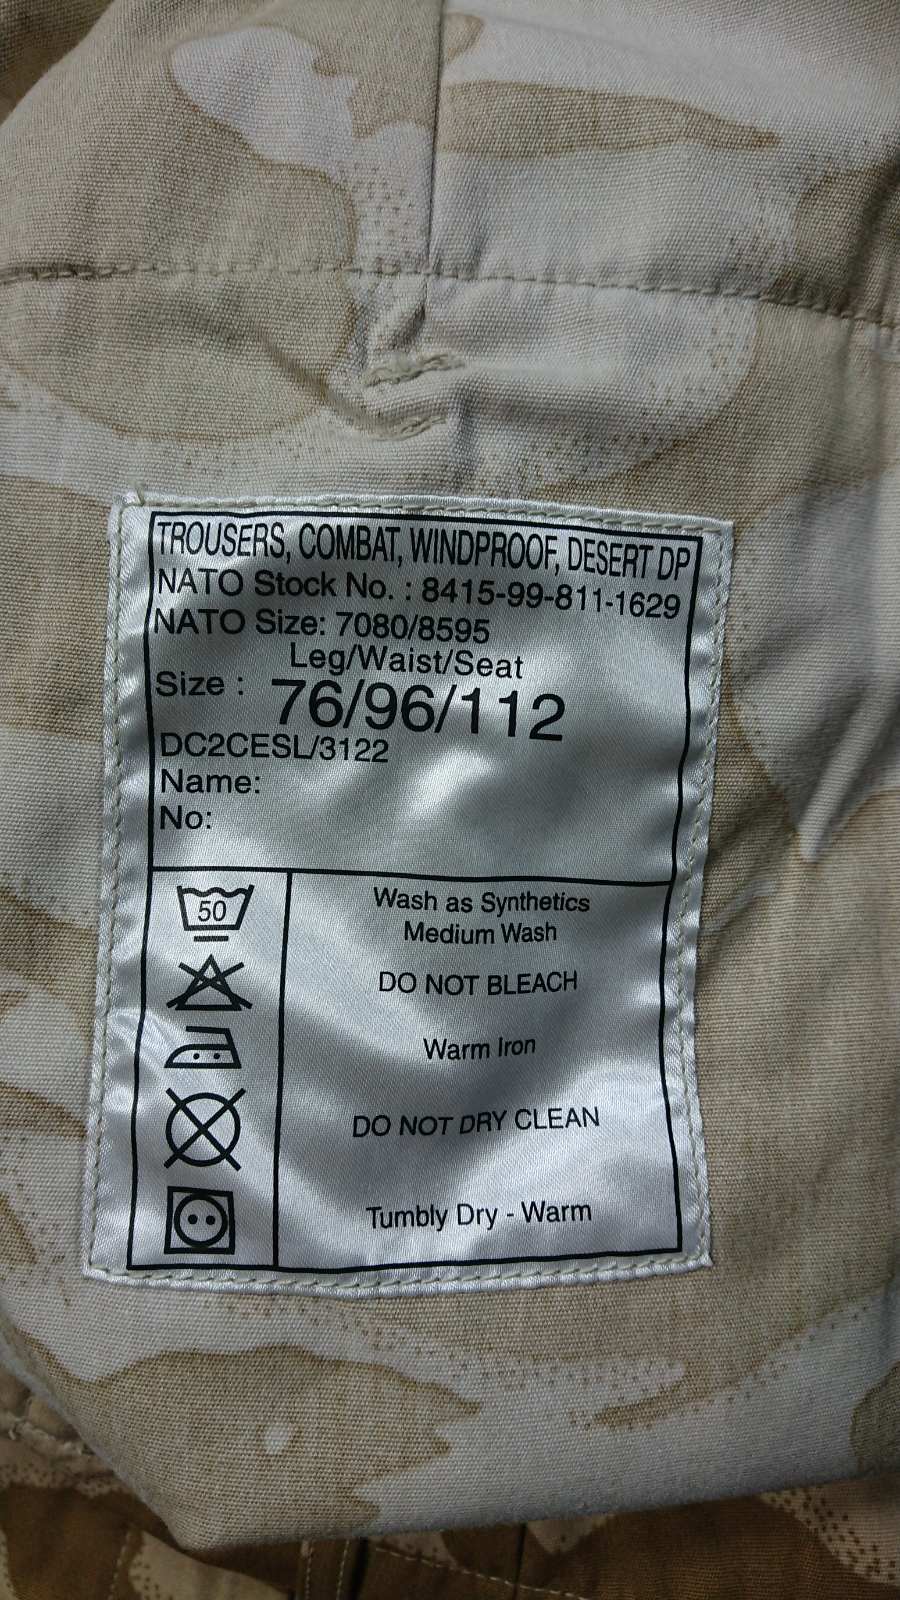 TROUSERS, COMBAT, WINDPROOF, DESERT DP
NATO Stock No. : 8415-99-811-1629
NATO Size: 7080/8595
Leg/Waist/Seat
Size : 76/96/112
DC2CESL/3122
Name:
No:
50
Wash as Synthetics
Medium Wash
DO NOT BLEACH
Warm Iron
DO NOT DRY CLEAN
Tumbly Dry - Warm